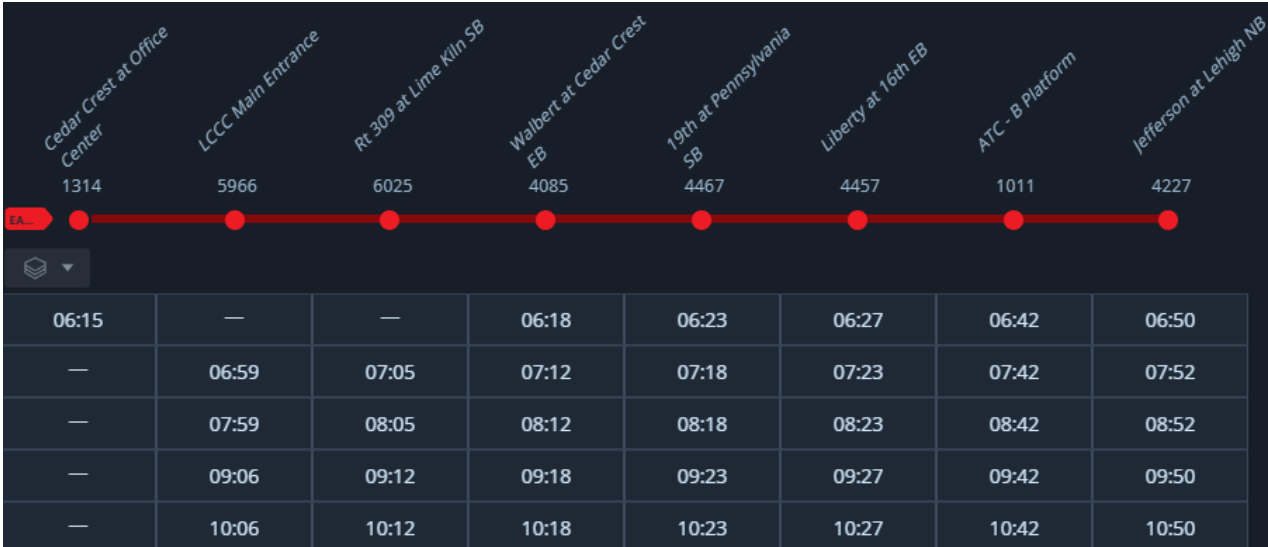 Cedar Crest at Office
Center
LCCC Main Entrance
Rt 309 at Lime Kiln SB
Walbert at Cedar Crest
EB
19th at Pennsylvania
SB
Liberty at 16th EB
ATC - B Platform
Jefferson at Lehigh NB
1314 5966 6025 4085 4467 4457 1011 4227
EA...
06:15 — — 06:18 06:23 06:27 06:42 06:50
— 06:59 07:05 07:12 07:18 07:23 07:42 07:52
— 07:59 08:05 08:12 08:18 08:23 08:42 08:52
— 09:06 09:12 09:18 09:23 09:27 09:42 09:50
— 10:06 10:12 10:18 10:23 10:27 10:42 10:50